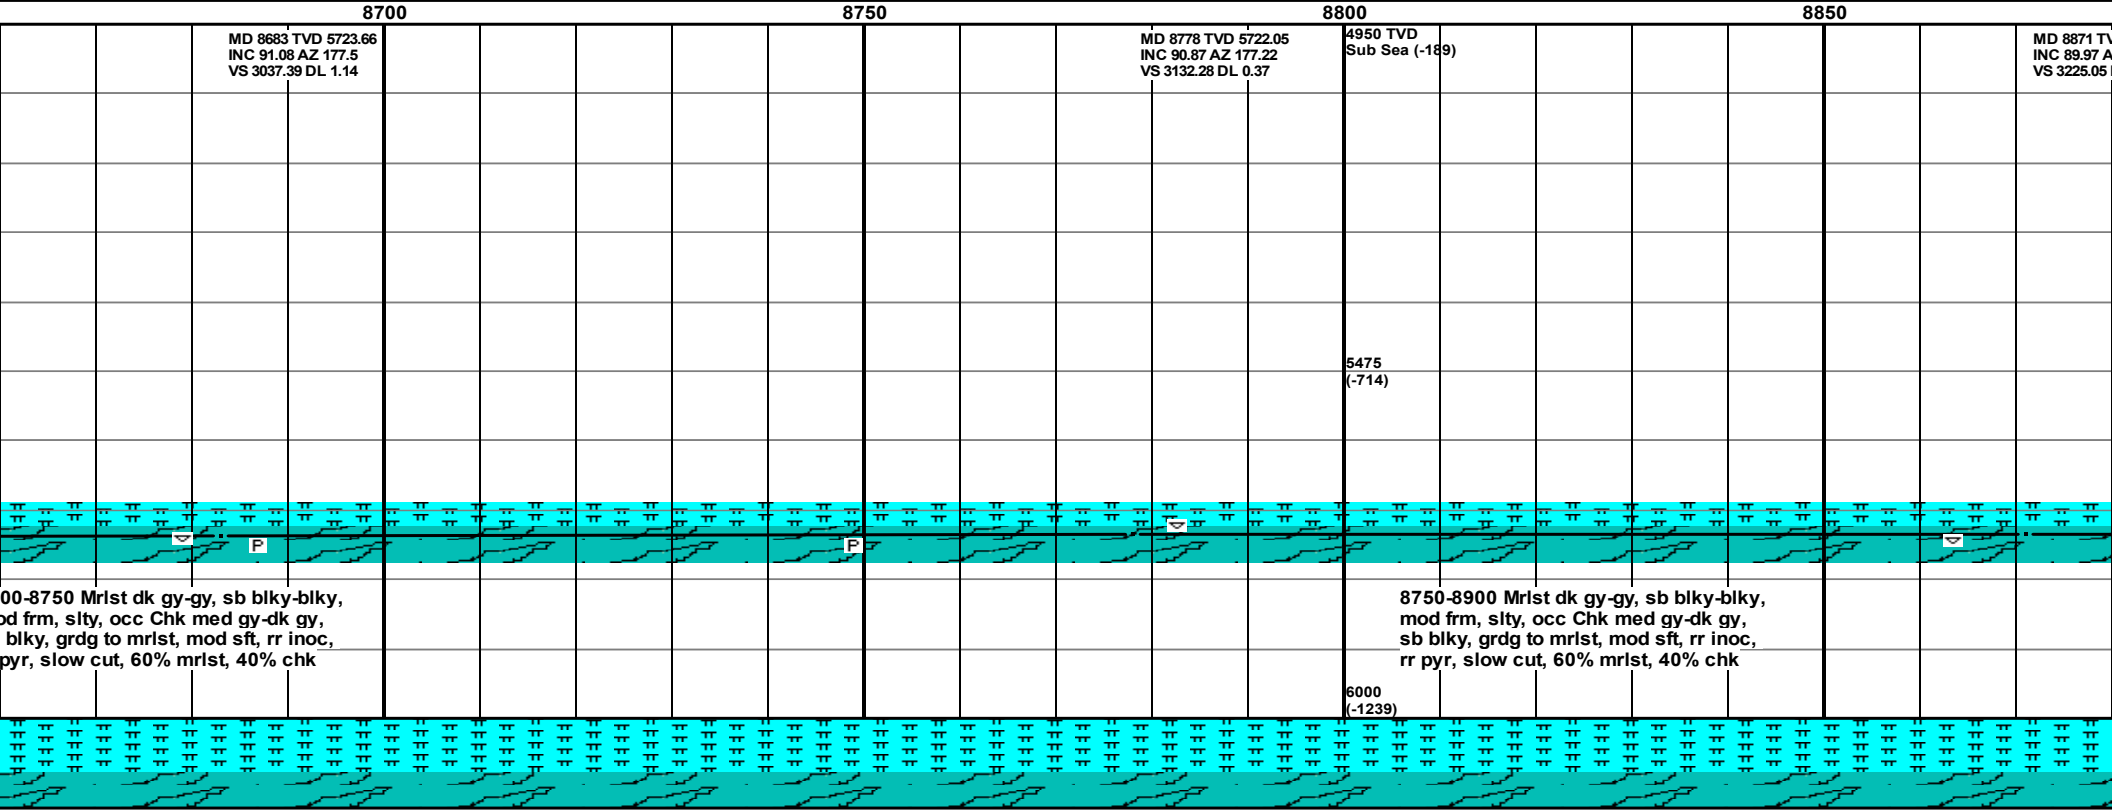 8700 8750 8800 8850
MD 8683 TVD 5723.66
INC 91.08 AZ 177.5
VS 3037.39 DL 1.14
MD 8778 TVD 5722.05
INC 90.87 AZ 177.22
VS 3132.28 DL 0.37
4950 TVD
Sub Sea (-189)
MD 8871 TV
INC 89.97 A
VS 3225.05
5475
(-714)
P
P
00-8750 Mrlst dk gy-gy, sb blky-blky,
od frm, slty, occ Chk med gy-dk gy,
blky, grdg to mrlst, mod sft, rr inoc,
pyr, slow cut, 60% mrlst, 40% chk
8750-8900 Mrlst dk gy-gy, sb blky-blky,
mod frm, slty, occ Chk med gy-dk gy,
sb blky, grdg to mrlst, mod sft, rr inoc,
rr pyr, slow cut, 60% mrlst, 40% chk
6000
(-1239)